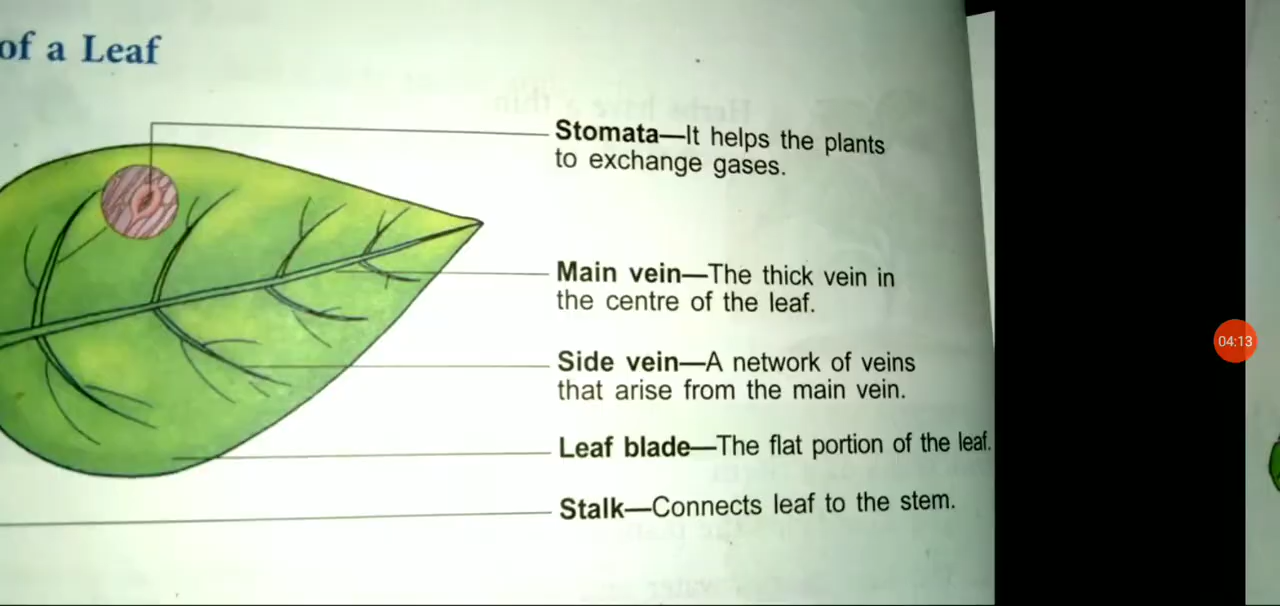 of a Leaf
Stomata—It helps the plants
to exchange gases.
Main vein—The thick vein in
the centre of the leaf.
Side vein—A network of veins
that arise from the main vein.
Leaf blade—The flat portion of the leaf.
Stalk—Connects leaf to the stem.
04:13